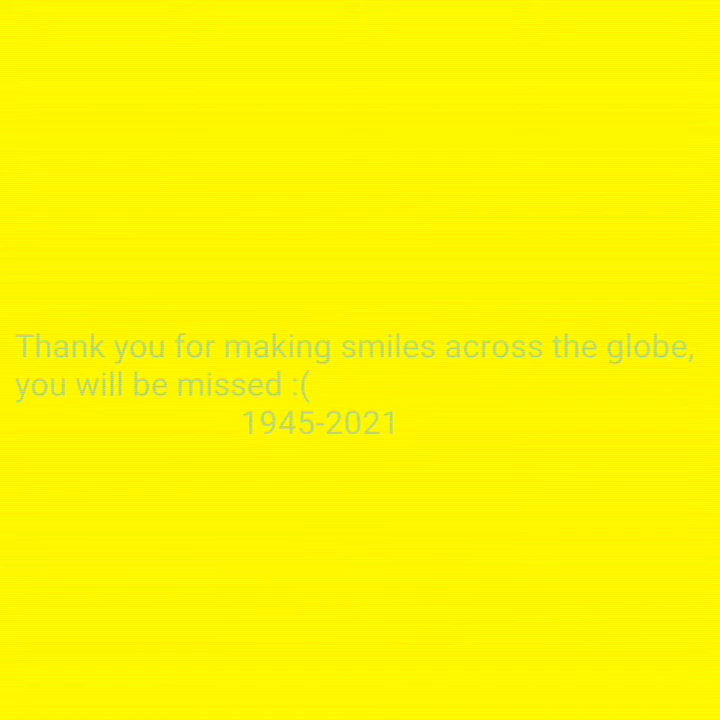 Thank you for making smiles across the globe,
you will be missed :(
1945-2021